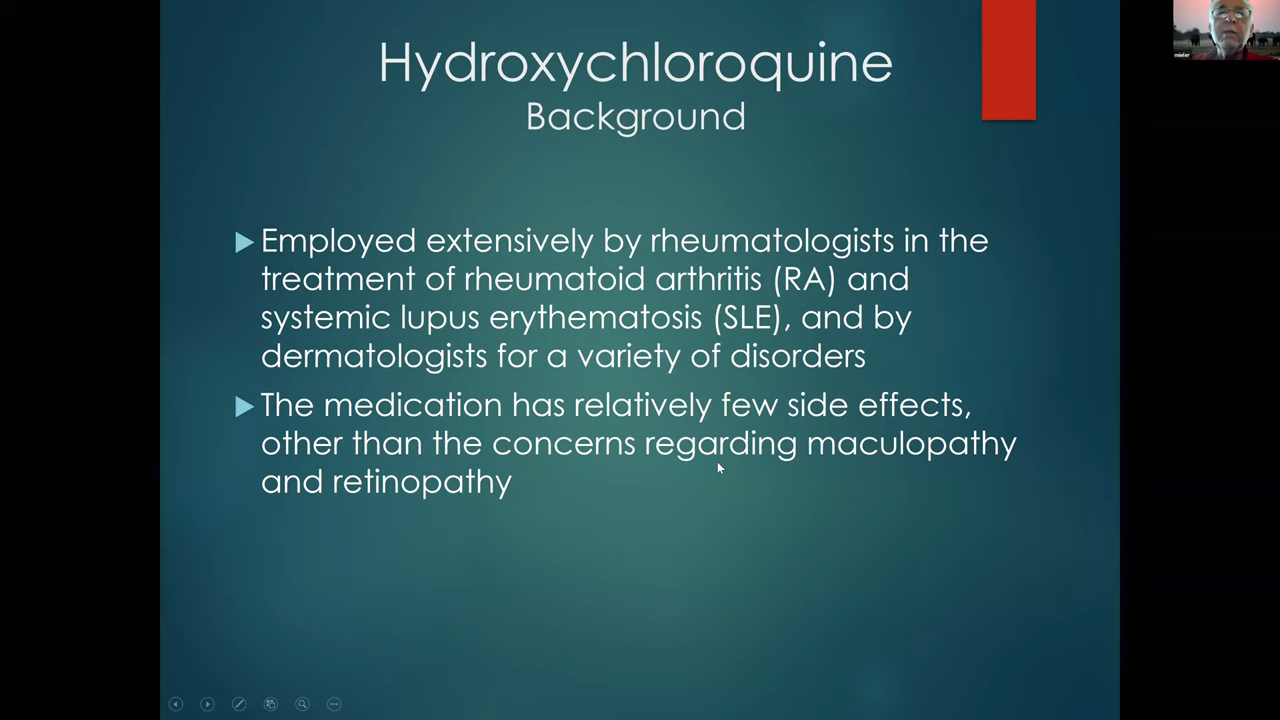 Hydroxychloroquine
Background
Employed extensively by rheumatologists in the
treatment of rheumatoid arthritis (RA) and
systemic lupus erythematosis (SLE), and by
dermatologists for a variety of disorders
The medication has relatively few side effects,
other than the concerns regarding maculopathy
and retinopathy
mieler